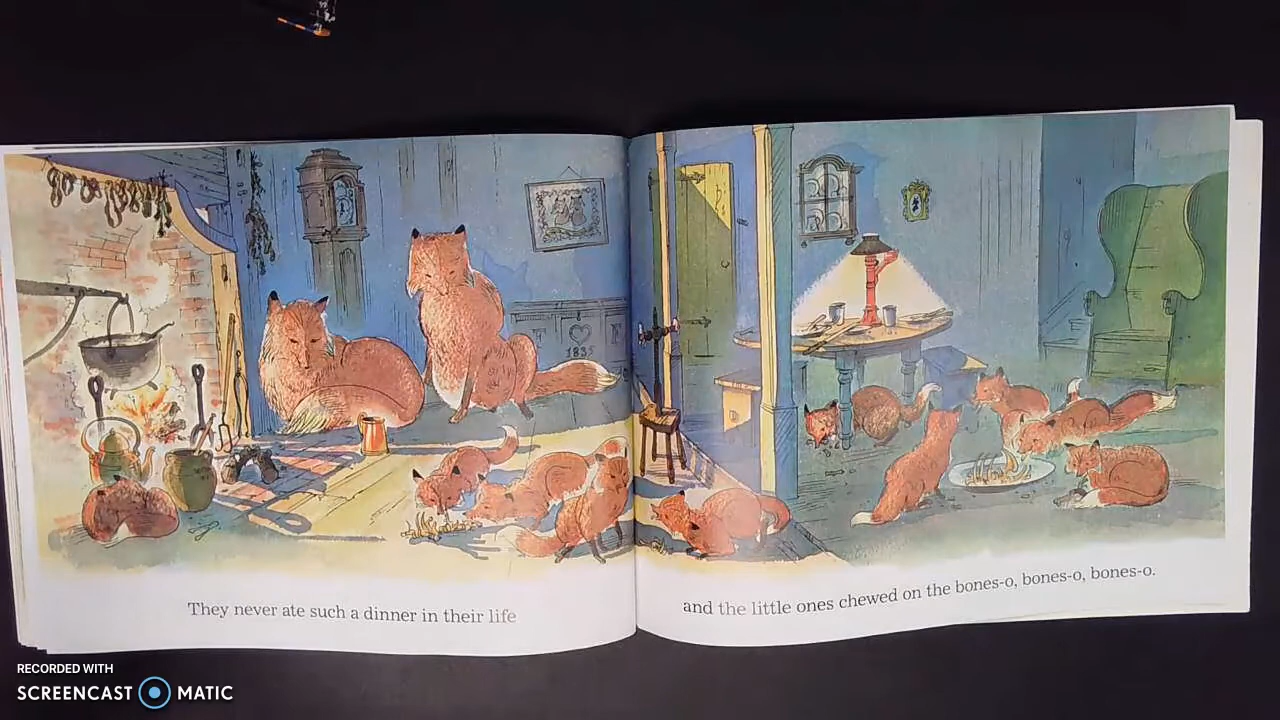 1835
They never ate such a dinner in their life
and the little ones chewed on the bones-o, bones-o, bones-o.
RECORDED WITH
SCREENCAST MATIC